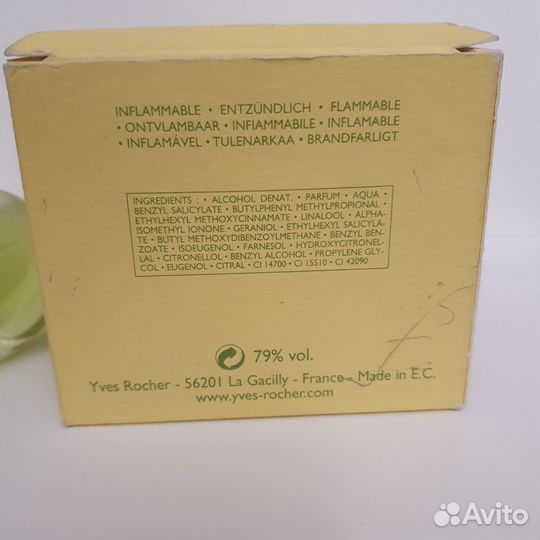 INFLAMMABLE • ENTZÜNDLICH • FLAMMABLE
• ONTVLAMBAAR • INFIAMMABILE • INFLAMABLE
• INFLAMÁVEL • TULENARKAA • BRANDFARLIGT
INGREDIENTS : • ALCOHOL DENAT. • PARFUM • AQUA •
BENZYL SALICYLATE • BUTYLPHENYL METHYLPROPIONAL •
ETHYLHEXYL METHOXYCINNAMATE • LINALOOL • ALPHA-
ISOMETHYL IONONE • GERANIOL • ETHYLHEXYL SALICYLA-
TE • BUTYL METHOXYDIBENZOYLMETHANE • BENZYL BEN-
ZOATE • ISOEUGENOL • FARNESOL • HYDROXYCITRONEL-
LAL • CITRONELLOL • BENZYL ALCOHOL • PROPYLENE GLY-
COL • EUGENOL • CITRAL • CI 14700 • CI 15510 • CI 42090
79% vol.
Yves Rocher - 56201 La Gacilly - France - Made in E.C.
www.yves-rocher.com
Avito